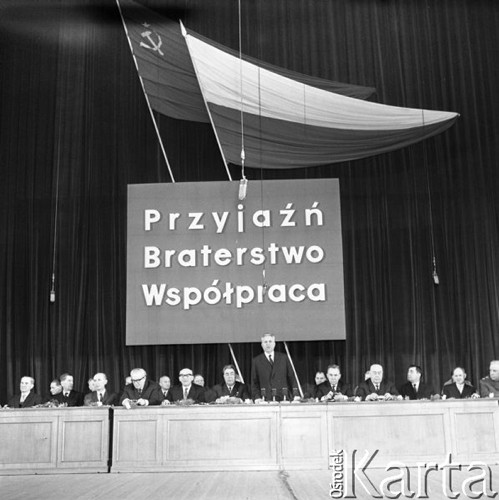 Przyjaźń
Braterstwo
Współpraca
Ośrodek Karta